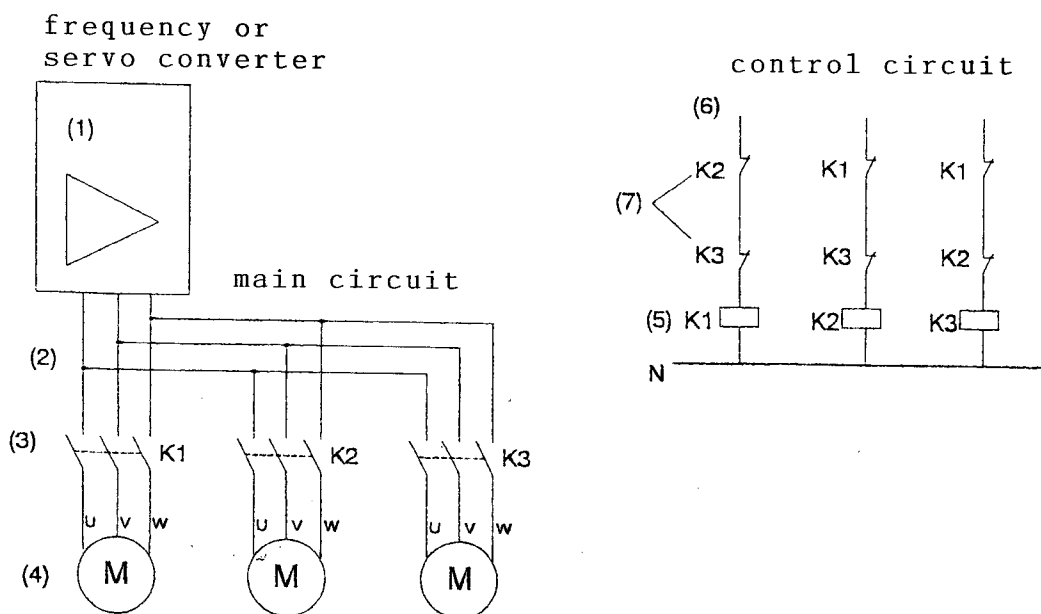 frequency or
servo converter
(1)
main circuit
(2)
(3)
K1
K2
K3
u v w
u v w
u v w
(4)
M
M
M
control circuit
(6)
K2
K1
K1
(7)
K3
K3
K2
(5)
K1
K2
K3
N